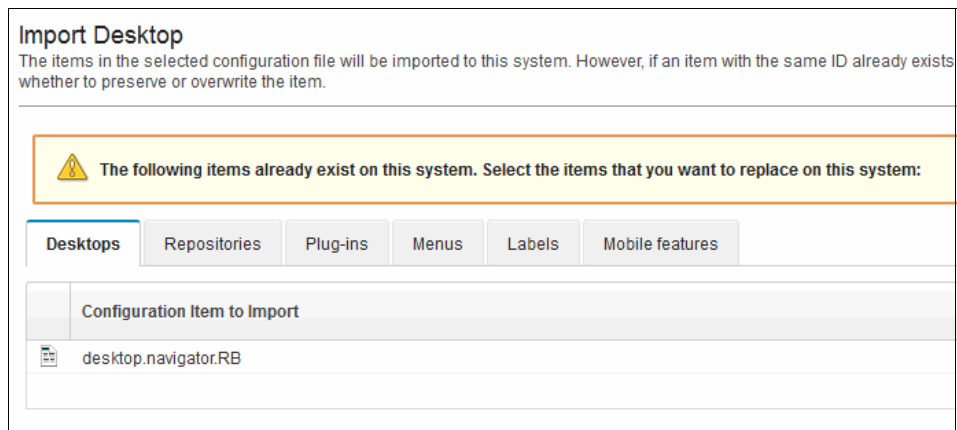 Import Desktop
The items in the selected configuration file will be imported to this system. However, if an item with the same ID already exists
whether to preserve or overwrite the item.
The following items already exist on this system. Select the items that you want to replace on this system:
Desktops Repositories Plug-ins Menus Labels Mobile features
Configuration Item to Import
desktop.navigator.RB